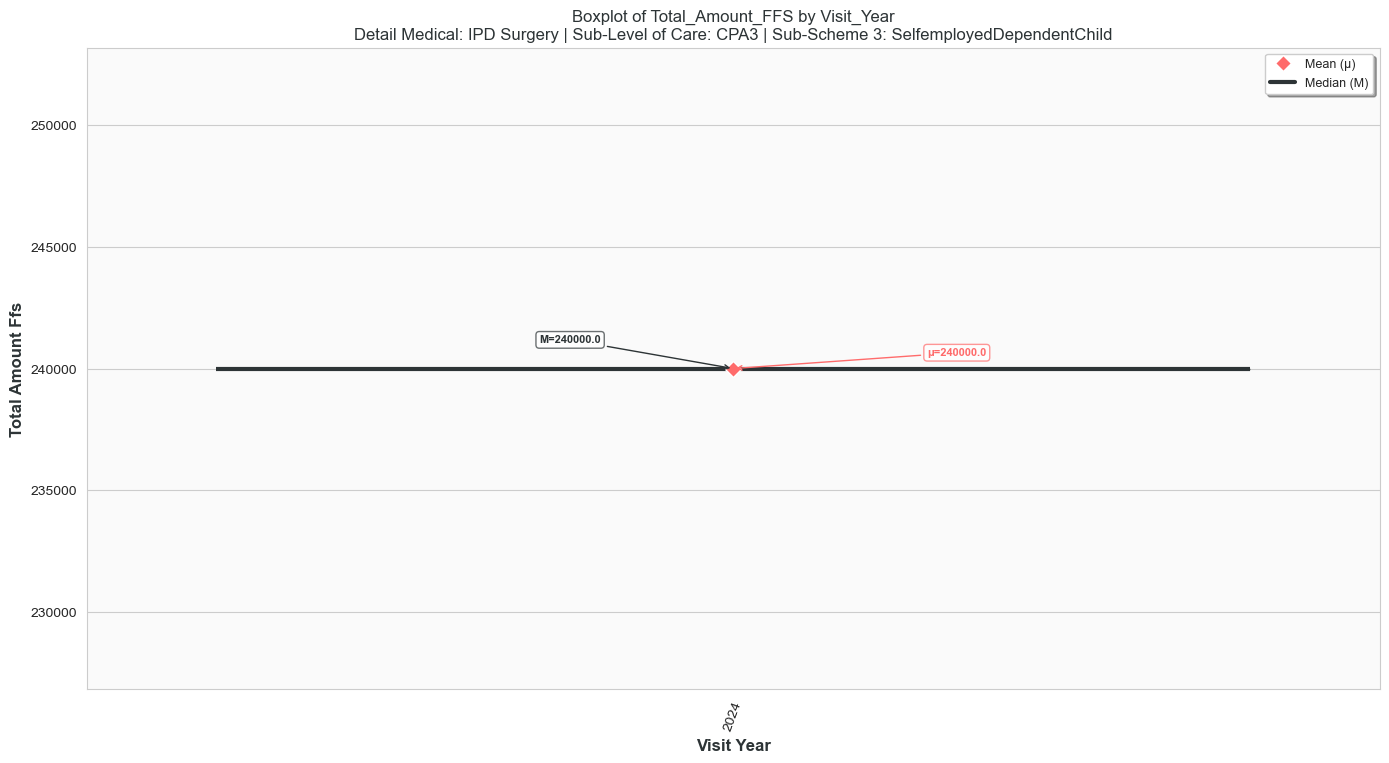 Boxplot of Total_Amount_FFS by Visit_Year
Detail Medical: IPD Surgery | Sub-Level of Care: CPA3 | Sub-Scheme 3: SelfemployedDependentChild
Mean (μ)
Median (M)
250000
245000
240000
235000
230000
Total Amount Ffs
M=240000.0
μ=240000.0
2024
Visit Year